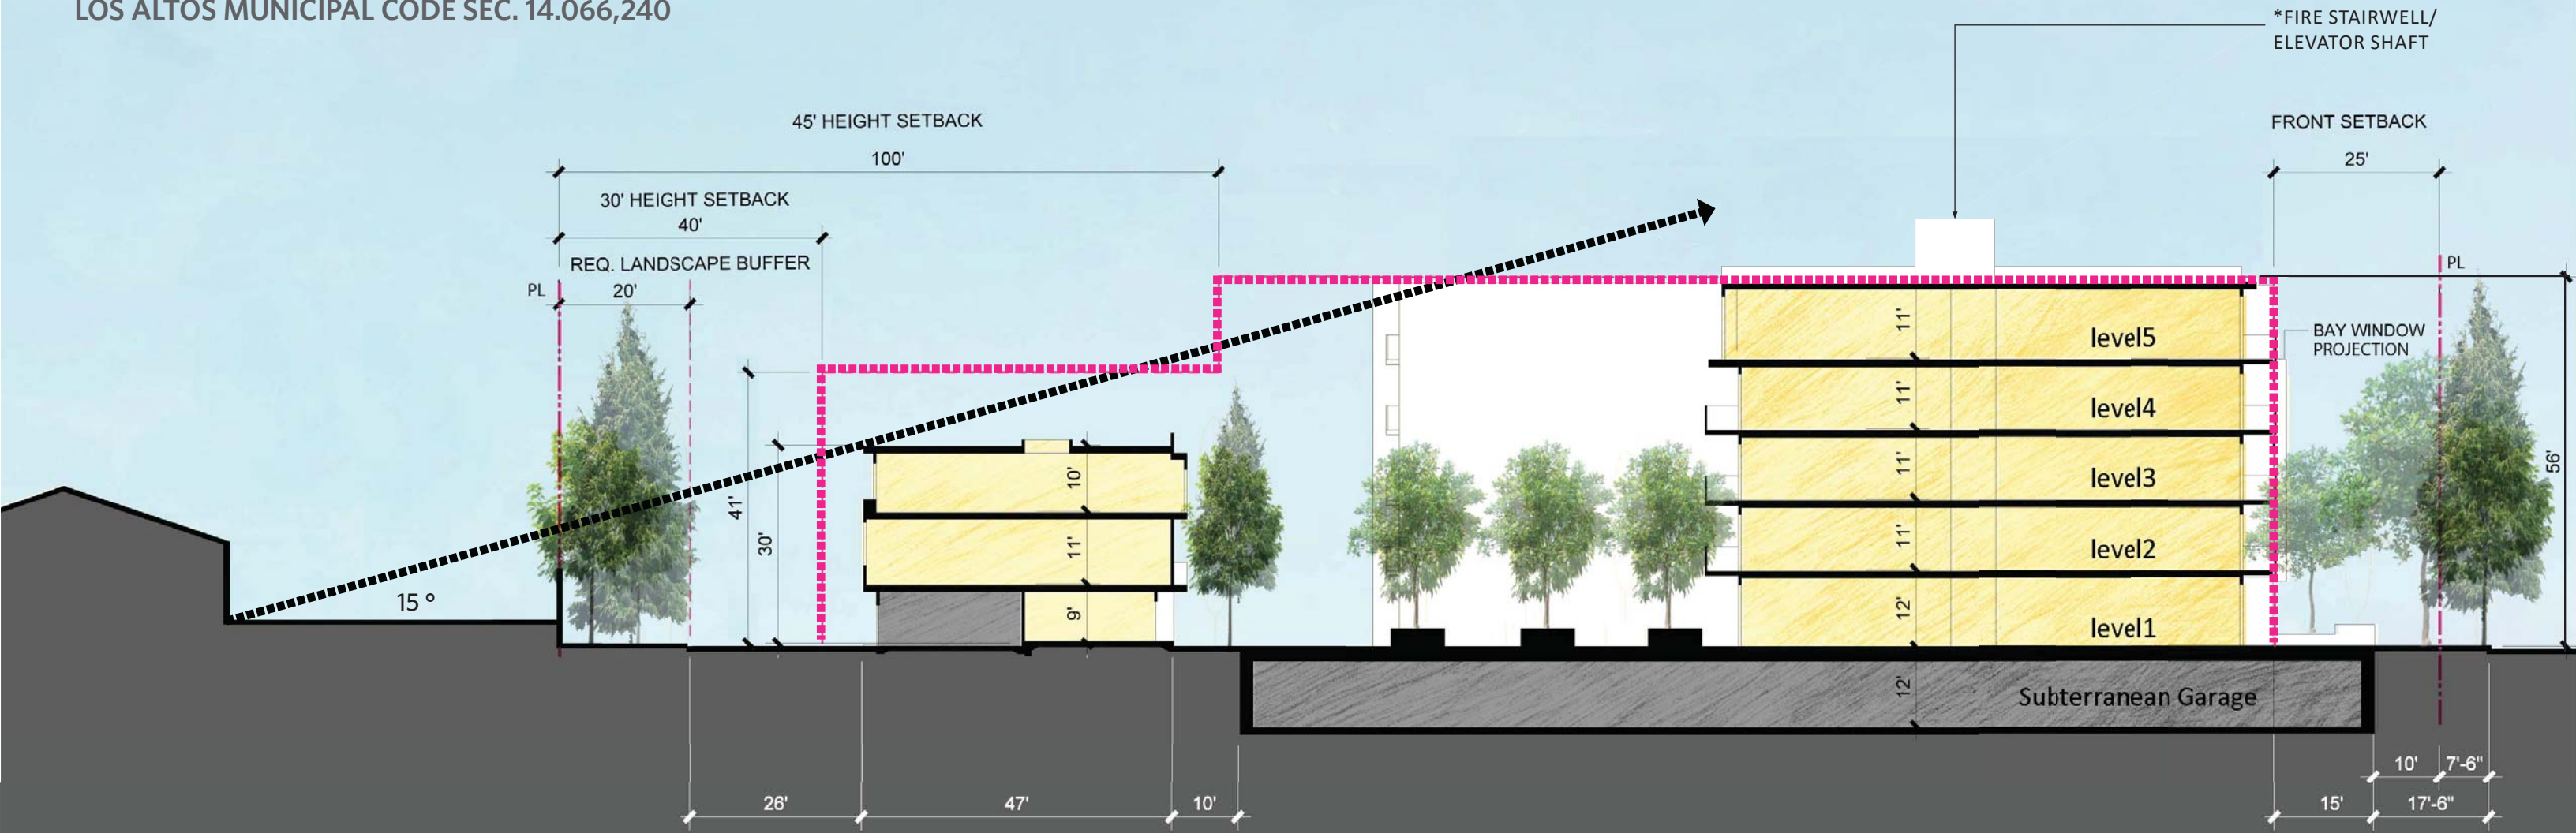 LOS ALTOS MUNICIPAL CODE SEC. 14.066,240
*FIRE STAIRWELL/
ELEVATOR SHAFT
45' HEIGHT SETBACK
100'
FRONT SETBACK
25'
30' HEIGHT SETBACK
40'
REQ. LANDSCAPE BUFFER
PL
20'
PL
BAY WINDOW
PROJECTION
11'
level5
11'
level4
11'
level3
11'
level2
12'
level1
56'
41'
30'
10'
11'
9'
15 °
12'
Subterranean Garage
10'
7'-6"
26'
47'
10'
15'
17'-6"